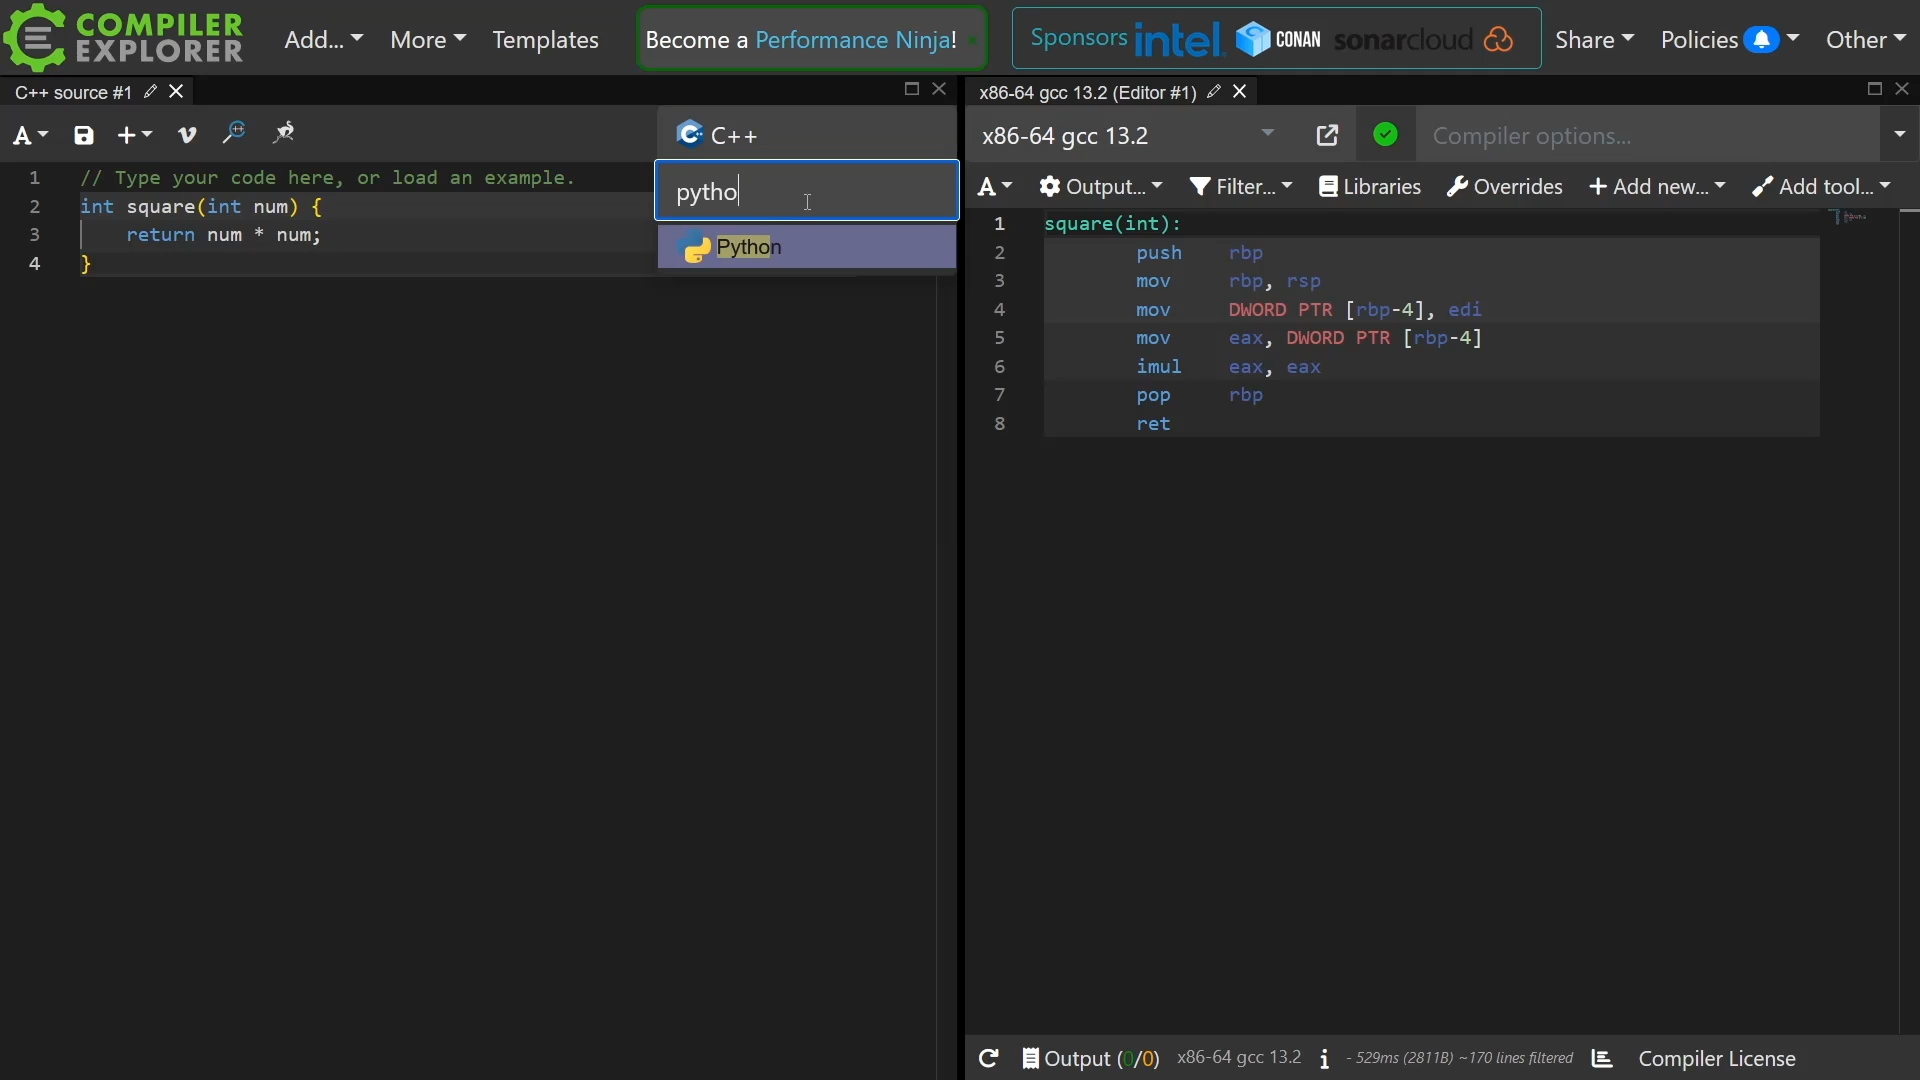 COMPILER
EXPLORER
Add...
More
Templates
Become a Performance Ninja!
Sponsors intel. CONAN sonarcloud
Share
Policies
Other
C++ source #1
A
C++
pytho
Python
1 // Type your code here, or load an example.
2 int square(int num) {
3 return num * num;
4 }
x86-64 gcc 13.2 (Editor #1)
x86-64 gcc 13.2
Compiler options...
A Output... Filter... Libraries Overrides Add new... Add tool...
1 square(int):
2 push rbp
3 mov rbp, rsp
4 mov DWORD PTR [rbp-4], edi
5 mov eax, DWORD PTR [rbp-4]
6 imul eax, eax
7 pop rbp
8 ret
Output (0/0) x86-64 gcc 13.2 i - 529ms (2811B) ~170 lines filtered Compiler License